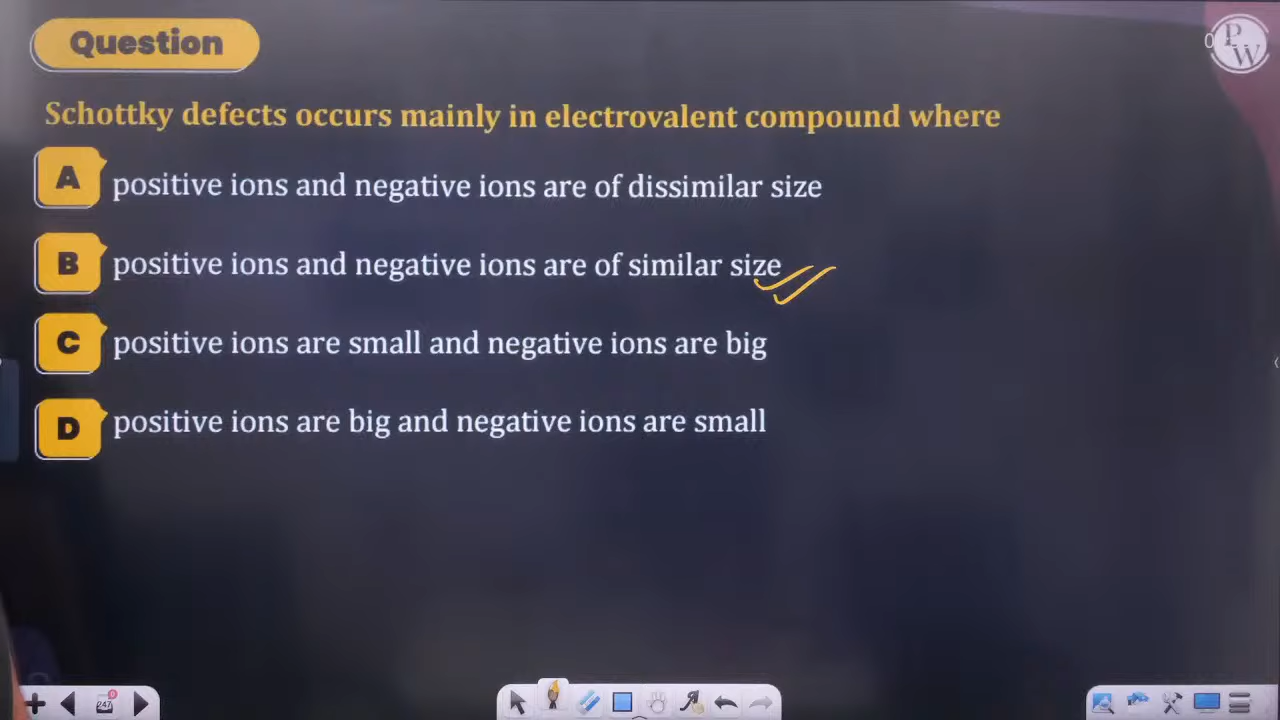 Question
0 P W
Schottky defects occurs mainly in electrovalent compound where
A positive ions and negative ions are of dissimilar size
B positive ions and negative ions are of similar size
C positive ions are small and negative ions are big
D positive ions are big and negative ions are small
247